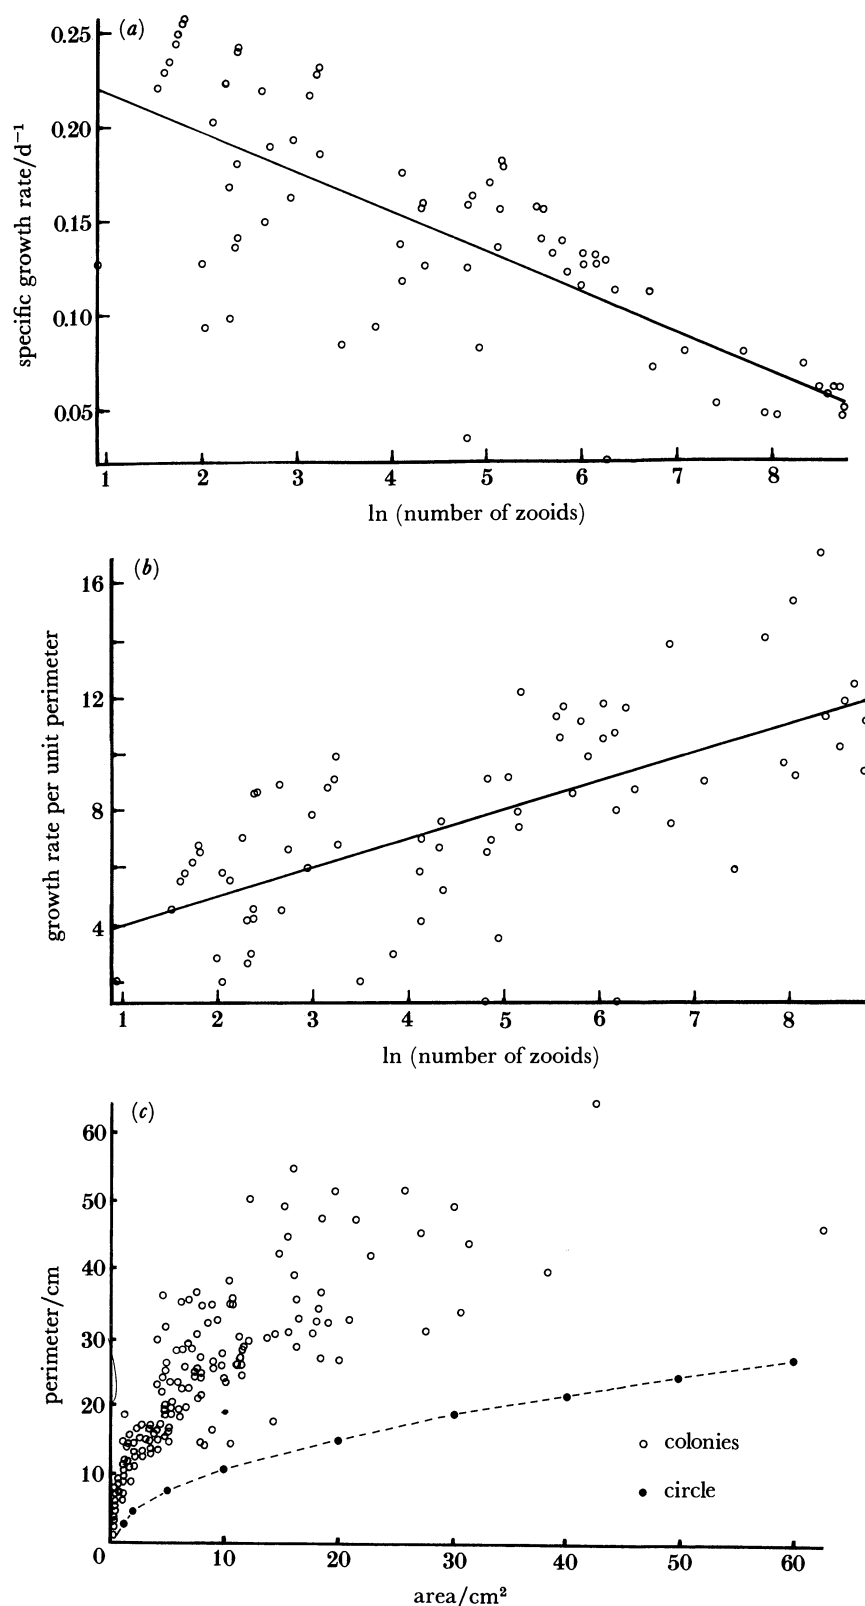 (a)
0.25
0.20
0.15
0.10
0.05
specific growth rate/d⁻¹
1 2 3 4 5 6 7 8
ln (number of zooids)
(b)
16
12
8
4
growth rate per unit perimeter
1 2 3 4 5 6 7 8
ln (number of zooids)
(c)
60
50
40
30
20
10
0
perimeter/cm
colonies
circle
10 20 30 40 50 60
area/cm²